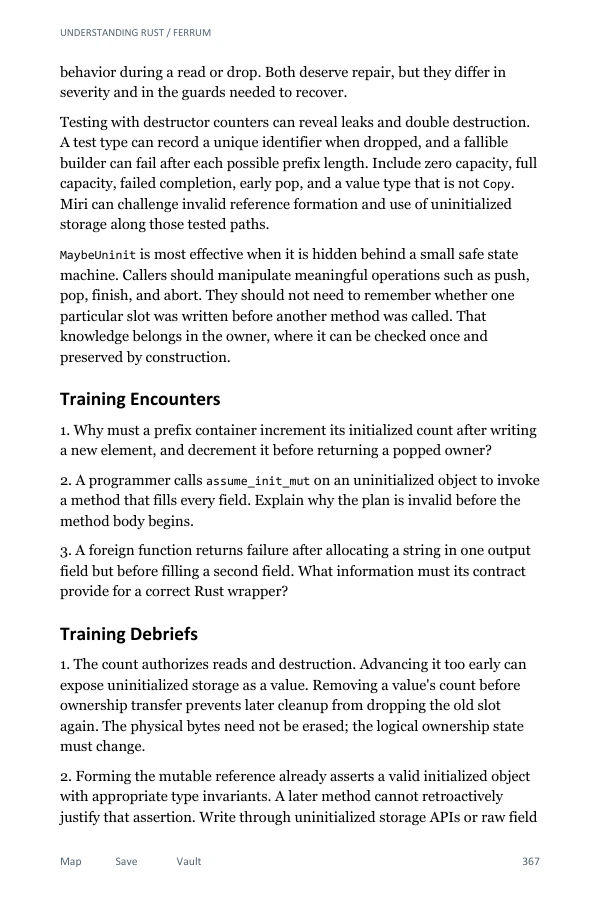 UNDERSTANDING RUST / FERRUM
behavior during a read or drop. Both deserve repair, but they differ in
severity and in the guards needed to recover.
Testing with destructor counters can reveal leaks and double destruction.
A test type can record a unique identifier when dropped, and a fallible
builder can fail after each possible prefix length. Include zero capacity, full
capacity, failed completion, early pop, and a value type that is not Copy.
Miri can challenge invalid reference formation and use of uninitialized
storage along those tested paths.
MaybeUninit is most effective when it is hidden behind a small safe state
machine. Callers should manipulate meaningful operations such as push,
pop, finish, and abort. They should not need to remember whether one
particular slot was written before another method was called. That
knowledge belongs in the owner, where it can be checked once and
preserved by construction.
Training Encounters
1. Why must a prefix container increment its initialized count after writing
a new element, and decrement it before returning a popped owner?
2. A programmer calls assume_init_mut on an uninitialized object to invoke
a method that fills every field. Explain why the plan is invalid before the
method body begins.
3. A foreign function returns failure after allocating a string in one output
field but before filling a second field. What information must its contract
provide for a correct Rust wrapper?
Training Debriefs
1. The count authorizes reads and destruction. Advancing it too early can
expose uninitialized storage as a value. Removing a value's count before
ownership transfer prevents later cleanup from dropping the old slot
again. The physical bytes need not be erased; the logical ownership state
must change.
2. Forming the mutable reference already asserts a valid initialized object
with appropriate type invariants. A later method cannot retroactively
justify that assertion. Write through uninitialized storage APIs or raw field
Map Save Vault 367